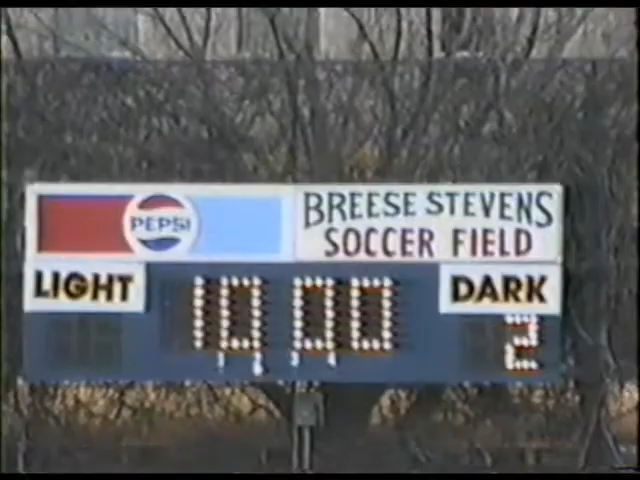 PEPSI
BREESE STEVENS
SOCCER FIELD
LIGHT
DARK
10 00
2